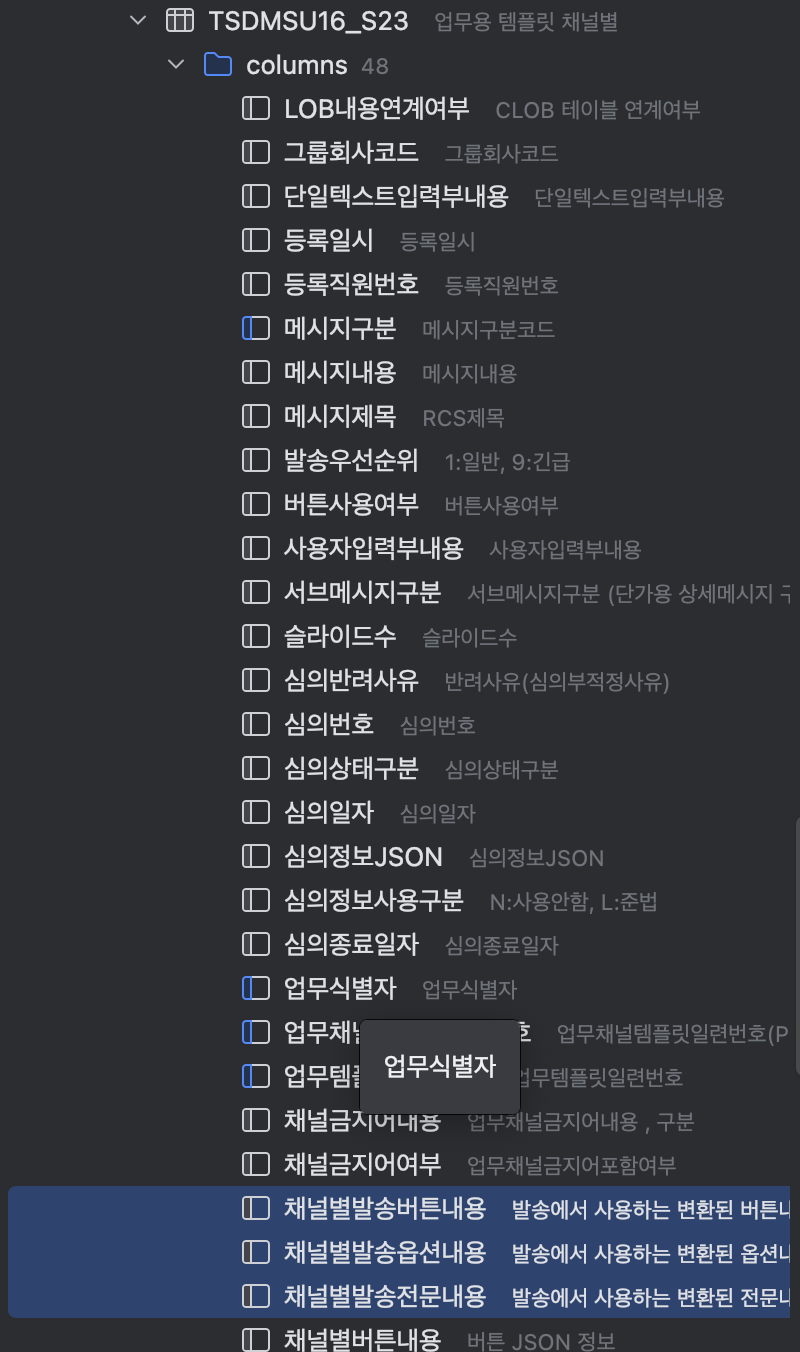 TSDMSU16_S23 업무용 템플릿 채널별
columns 48
LOB내용연계여부 CLOB 테이블 연계여부
그룹회사코드 그룹회사코드
단일텍스트입력부내용 단일텍스트입력부내용
등록일시 등록일시
등록직원번호 등록직원번호
메시지구분 메시지구분코드
메시지내용 메시지내용
메시지제목 RCS제목
발송우선순위 1:일반, 9:긴급
버튼사용여부 버튼사용여부
사용자입력부내용 사용자입력부내용
서브메시지구분 서브메시지구분 (단가용 상세메시지
슬라이드수 슬라이드수
심의반려사유 반려사유(심의부적정사유)
심의번호 심의번호
심의상태구분 심의상태구분
심의일자 심의일자
심의정보JSON 심의정보JSON
심의정보사용구분 N:사용안함, L:준법
심의종료일자 심의종료일자
업무식별자 업무식별자
업무채널 호 업무채널템플릿일련번호(P
업무식별자
업무템플 업무템플릿일련번호
채널금지어내용 업무채널금지어내용 , 구분
채널금지어여부 업무채널금지어포함여부
채널별발송버튼내용 발송에서 사용하는 변환된 버튼내
채널별발송옵션내용 발송에서 사용하는 변환된 옵션내
채널별발송전문내용 발송에서 사용하는 변환된 전문내
채널별버튼내용 버튼 JSON 정보